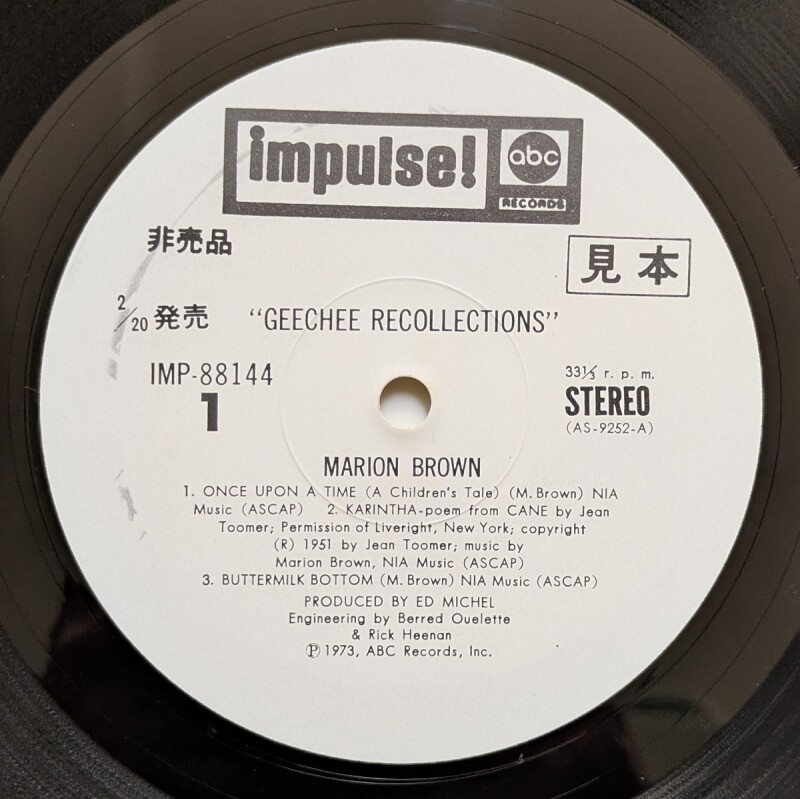 impulse!
abc
RECORDS
非売品
見本
2/20 発売
"GEECHEE RECOLLECTIONS"
IMP-88144
1
33 1/3 r. p. m.
STEREO
(AS-9252-A)
MARION BROWN
1. ONCE UPON A TIME (A Children's Tale) (M. Brown) NIA
Music (ASCAP) 2. KARINTHA-poem from CANE by Jean
Toomer; Permission of Liveright, New York; copyright
(R) 1951 by Jean Toomer; music by
Marion Brown, NIA Music (ASCAP)
3. BUTTERMILK BOTTOM (M. Brown) NIA Music (ASCAP)
PRODUCED BY ED MICHEL
Engineering by Berred Ouelette
& Rick Heenan
Ⓟ 1973, ABC Records, Inc.